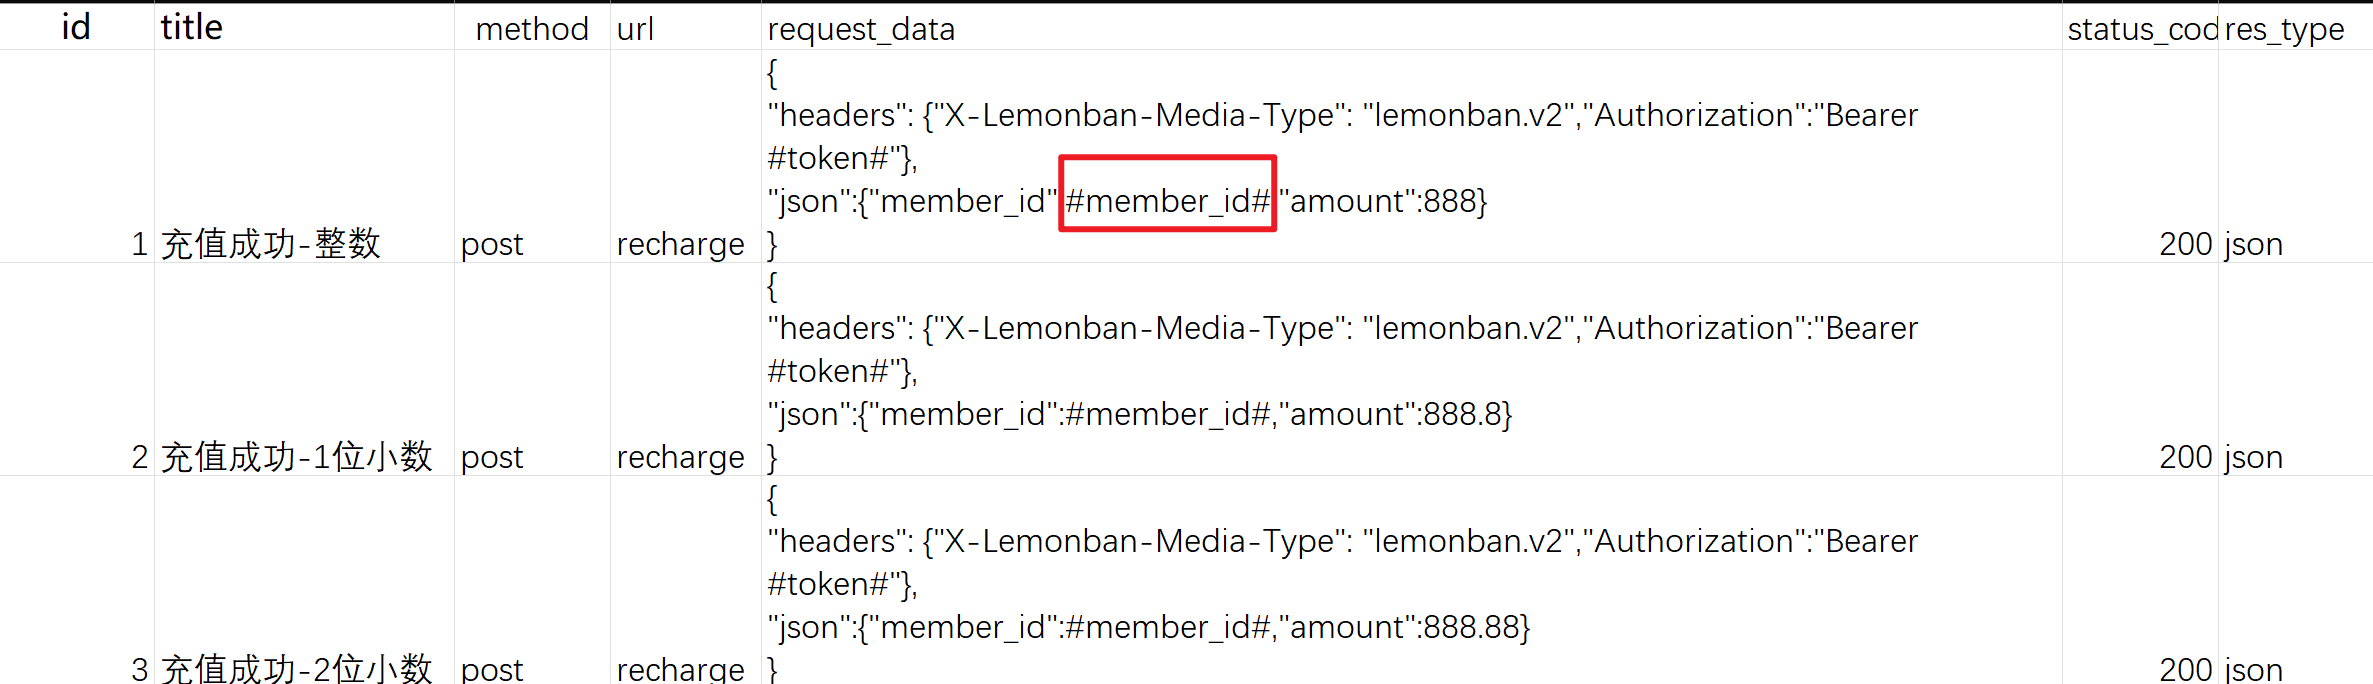 id title method url request_data status_cod res_type
{
"headers": {"X-Lemonban-Media-Type": "lemonban.v2","Authorization":"Bearer
#token#"},
"json":{"member_id" #member_id# "amount":888}
1 充值成功-整数 post recharge } 200 json
{
"headers": {"X-Lemonban-Media-Type": "lemonban.v2","Authorization":"Bearer
#token#"},
"json":{"member_id":#member_id#,"amount":888.8}
2 充值成功-1位小数 post recharge } 200 json
{
"headers": {"X-Lemonban-Media-Type": "lemonban.v2","Authorization":"Bearer
#token#"},
"json":{"member_id":#member_id#,"amount":888.88}
3 充值成功-2位小数 post recharge } 200 json